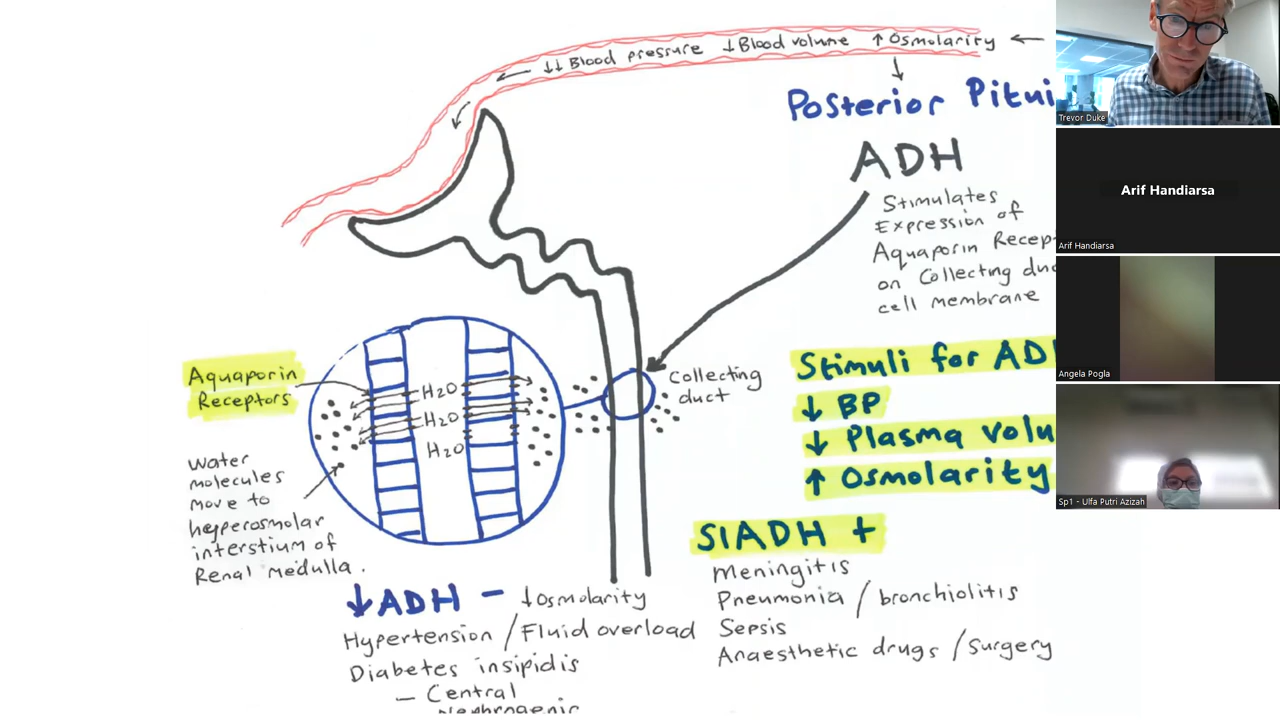 ↓↓ Blood pressure ↓Blood volume ↑Osmolarity
Posterior Pitui
ADH
Stimulates
Expression of
Aquaporin Recep
on Collecting duc
cell membrane
Collecting
duct
Aquaporin
Receptors
H2O
H2O
H2O
Water
molecules
move to
hyperosmolar
interstium of
Renal Medulla.
Stimuli for AD
↓ BP
↓ Plasma volu
↑ Osmolarity
SIADH +
Meningitis
Pneumonia / bronchiolitis
Sepsis
Anaesthetic drugs / Surgery
↓ADH – ↓Osmolarity
Hypertension / Fluid overload
Diabetes insipidis
– Central
Nephrogenic
Trevor Duke
Arif Handiarsa
Arif Handiarsa
Angela Pogla
Sp1 - Ulfa Putri Azizah